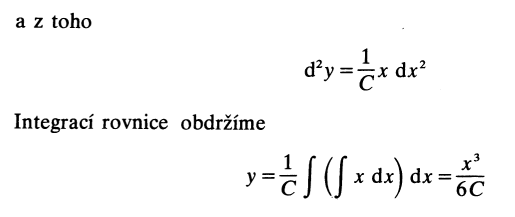 a z toho
d²y = 1/C x dx²
Integrací rovnice obdržíme
y = 1/C ∫ (∫ x dx) dx = x³/6C